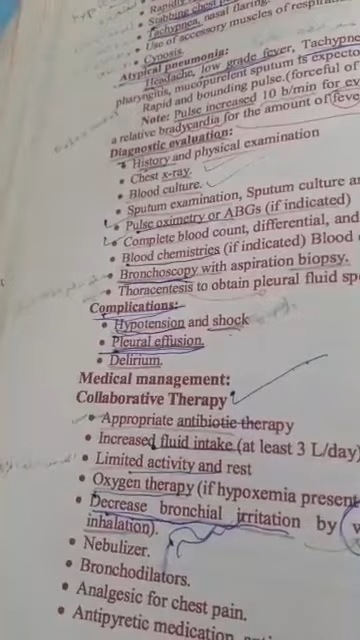 • Rapidly
• Stabbing chest
• Tachypnea, nasal flaring.
• Use of accessory muscles of
• Cynosis.
Atypical pneumonia:
Headache, low grade fever, Tachypne
pharyngitis, mucopurelent sputum is expecto
Rapid and bounding pulse.(forceful of
Note: Pulse increased 10 b/min for ev
a relative bradycardia for the amount of feve
Diagnostic evaluation:
• History and physical examination
• Chest x-ray.
• Blood culture.
• Sputum examination, Sputum culture an
• Pulse oximetry or ABGs (if indicated)
• Complete blood count, differential, and
• Blood chemistries (if indicated) Blood
• Bronchoscopy with aspiration biopsy.
• Thoracentesis to obtain pleural fluid sp
Complications:
• Hypotension and shock
• Pleural effusion.
• Delirium.
Medical management:
Collaborative Therapy
• Appropriate antibiotic therapy
• Increased fluid intake (at least 3 L/day)
• Limited activity and rest
• Oxygen therapy (if hypoxemia present
• Decrease bronchial irritation by
inhalation).
• Nebulizer.
• Bronchodilators.
• Analgesic for chest pain.
• Antipyretic medication